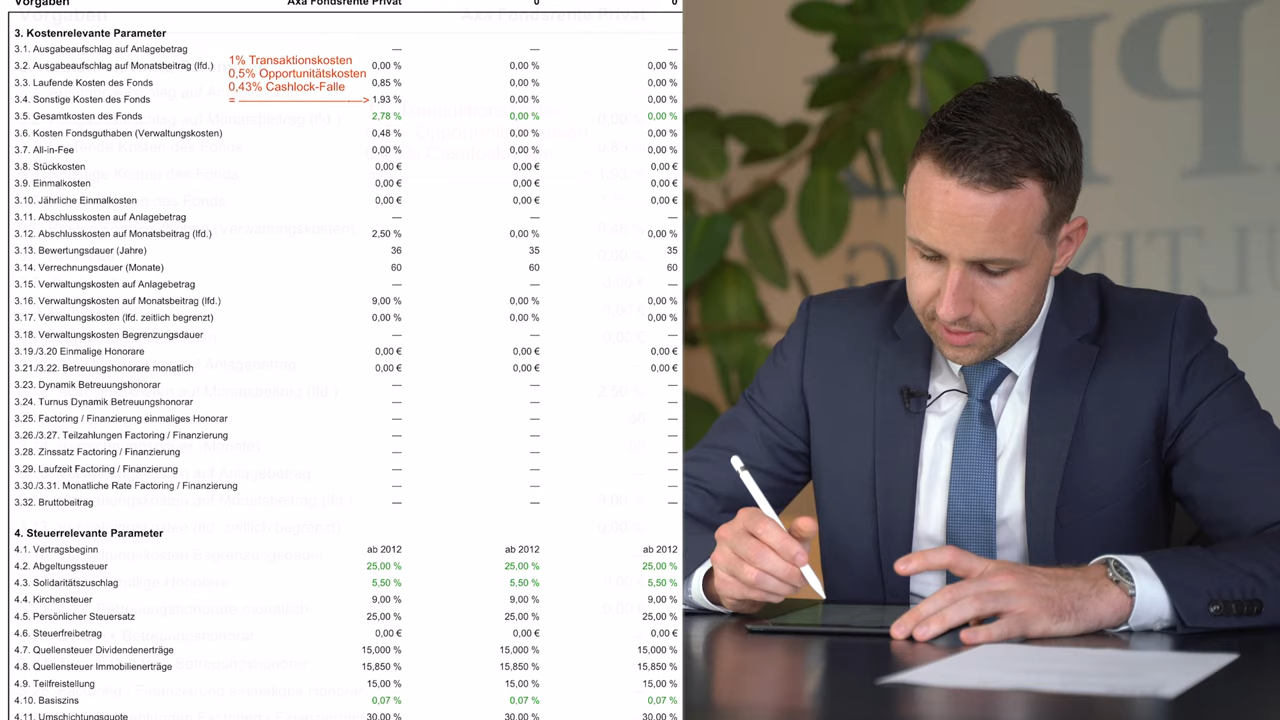 Vorgaben Axa Fondsrente Privat 0 0
3. Kostenrelevante Parameter
3.1. Ausgabeaufschlag auf Anlagebetrag — — —
1% Transaktionskosten
3.2. Ausgabeaufschlag auf Monatsbeitrag (lfd.) 0,00 % 0,00 % 0,00 %
0,5% Opportunitätskosten
3.3. Laufende Kosten des Fonds 0,85 % 0,00 % 0,00 %
0,43% Cashlock-Falle
3.4. Sonstige Kosten des Fonds = ———> 1,93 % 0,00 % 0,00 %
3.5. Gesamtkosten des Fonds 2,78 % 0,00 % 0,00 %
3.6. Kosten Fondsguthaben (Verwaltungskosten) 0,48 % 0,00 % 0,00 %
3.7. All-in-Fee 0,00 % 0,00 % 0,00 %
3.8. Stückkosten 0,00 € 0,00 € 0,00 €
3.9. Einmalkosten 0,00 € 0,00 € 0,00 €
3.10. Jährliche Einmalkosten 0,00 € 0,00 € 0,00 €
3.11. Abschlusskosten auf Anlagebetrag — — —
3.12. Abschlusskosten auf Monatsbeitrag (lfd.) 2,50 % 0,00 % 0,00 %
3.13. Bewertungsdauer (Jahre) 36 35 35
3.14. Verrechnungsdauer (Monate) 60 60 60
3.15. Verwaltungskosten auf Anlagebetrag — — —
3.16. Verwaltungskosten auf Monatsbeitrag (lfd.) 9,00 % 0,00 % 0,00 %
3.17. Verwaltungskosten (lfd. zeitlich begrenzt) 0,00 % 0,00 % 0,00 %
3.18. Verwaltungskosten Begrenzungsdauer — — —
3.19./3.20 Einmalige Honorare 0,00 € 0,00 € 0,00 €
3.21./3.22. Betreuungshonorare monatlich 0,00 € 0,00 € 0,00 €
3.23. Dynamik Betreuungshonorar — — —
3.24. Turnus Dynamik Betreuungshonorar — — —
3.25. Factoring / Finanzierung einmaliges Honorar — — —
3.26./3.27. Teilzahlungen Factoring / Finanzierung — — —
3.28. Zinssatz Factoring / Finanzierung — — —
3.29. Laufzeit Factoring / Finanzierung — — —
3.30./3.31. Monatliche Rate Factoring / Finanzierung — — —
3.32. Bruttobeitrag — — —
4. Steuerrelevante Parameter
4.1. Vertragsbeginn ab 2012 ab 2012 ab 2012
4.2. Abgeltungssteuer 25,00 % 25,00 % 25,00 %
4.3. Solidaritätszuschlag 5,50 % 5,50 % 5,50 %
4.4. Kirchensteuer 9,00 % 9,00 % 9,00 %
4.5. Persönlicher Steuersatz 25,00 % 25,00 % 25,00 %
4.6. Steuerfreibetrag 0,00 € 0,00 € 0,00 €
4.7. Quellensteuer Dividendenerträge 15,000 % 15,000 % 15,000 %
4.8. Quellensteuer Immobilienerträge 15,850 % 15,850 % 15,850 %
4.9. Teilfreistellung 15,00 % 15,00 % 15,00 %
4.10. Basiszins 0,07 % 0,07 % 0,07 %
4.11. Umschichtungsquote 30,00 % 30,00 % 30,00 %